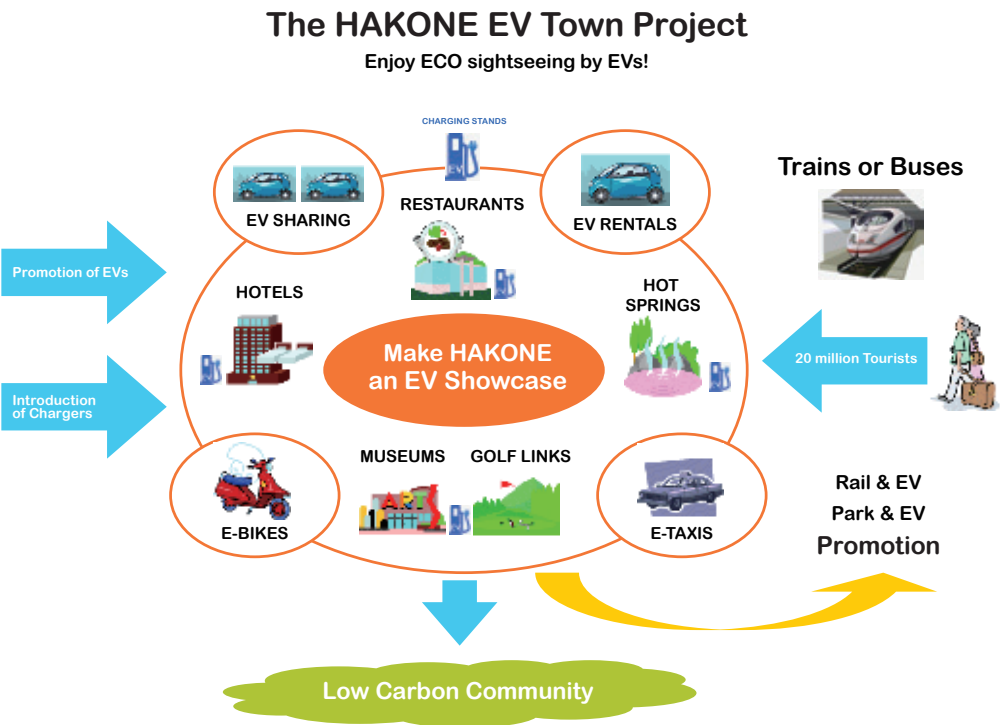 The HAKONE EV Town Project
Enjoy ECO sightseeing by EVs!
CHARGING STANDS
EV SHARING
RESTAURANTS
EV RENTALS
Trains or Buses
Promotion of EVs
HOTELS
HOT
SPRINGS
Make HAKONE
an EV Showcase
20 million Tourists
Introduction
of Chargers
MUSEUMS
GOLF LINKS
ART
E-BIKES
E-TAXIS
Rail & EV
Park & EV
Promotion
Low Carbon Community